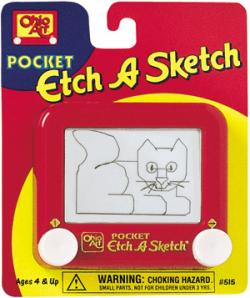 Ohio Art
POCKET
Etch A Sketch
Ohio Art
POCKET
Etch A Sketch
Ages 4 & Up
WARNING: CHOKING HAZARD.
SMALL PARTS, NOT FOR CHILDREN UNDER 3 YRS.
#515